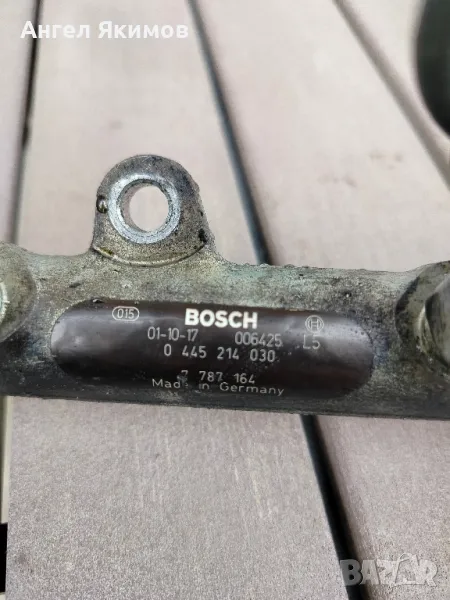 Ангел Якимов
015 BOSCH
01-10-17 006425 L5
0 445 214 030
7 787 164
Made in Germany
bazar